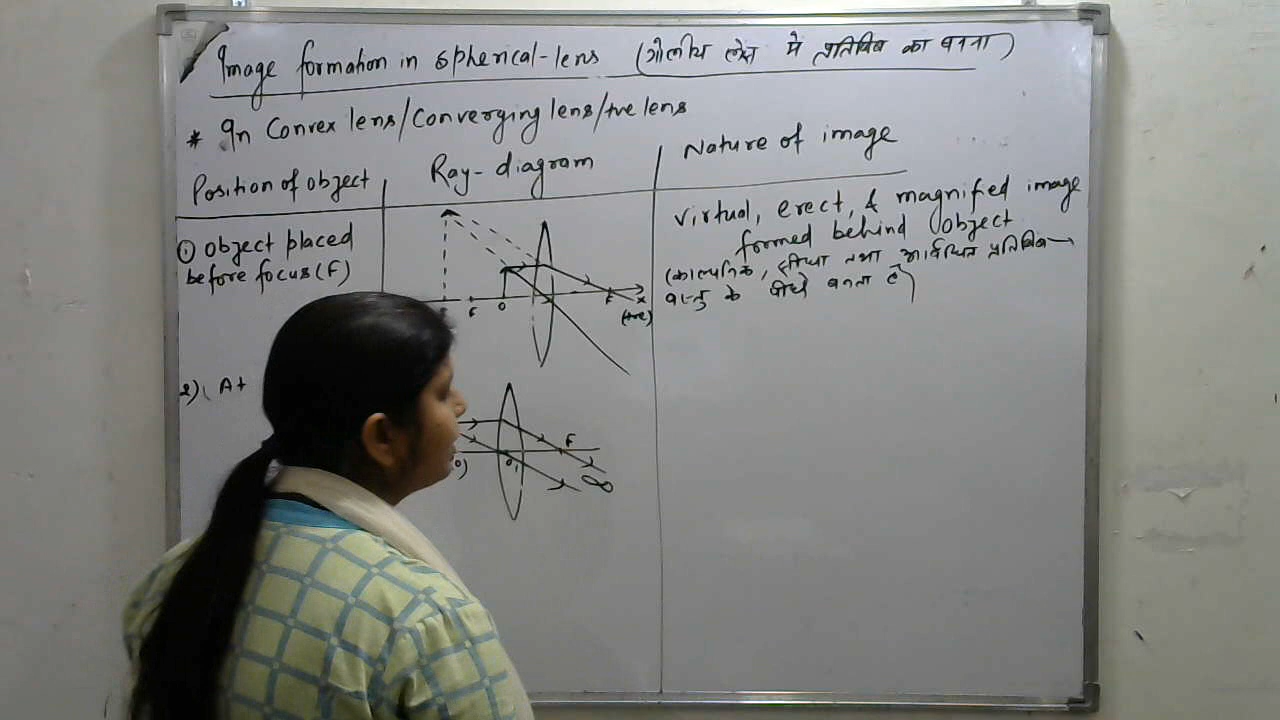 Image formation in spherical-lens (गोलीय लेंस में प्रतिबिंब का बनना)
* In Convex lens/Converging lens/+ve lens
Position of object
Ray-diagram
Nature of image
① Object placed
before focus (F)
F
O
F
x
(+ve)
Virtual, erect, & magnified image
formed behind object
(काल्पनिक, सीधा तथा आवर्धित प्रतिबिंब
वस्तु के पीछे बनता है)
2) At
F
O)
O,
∞